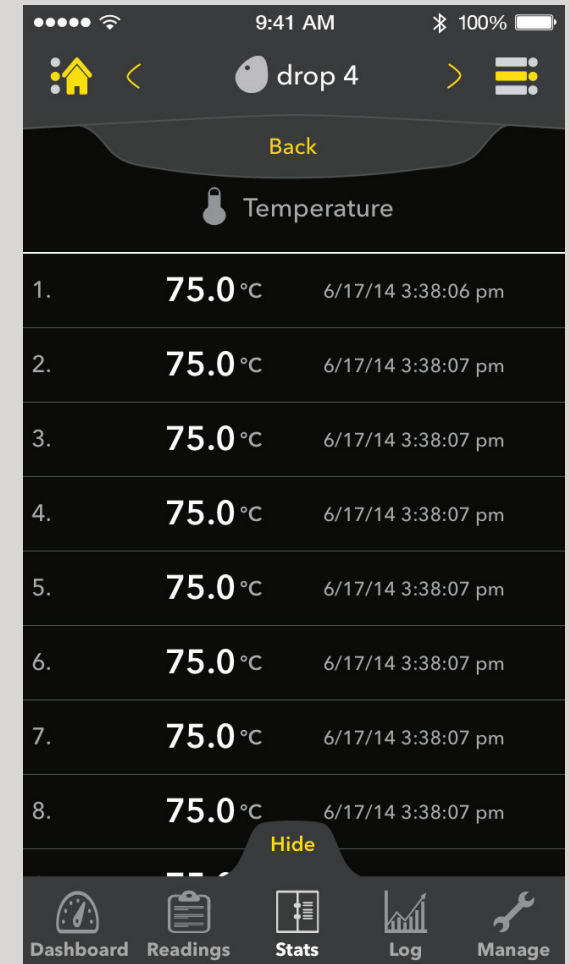 9:41 AM 100%
drop 4
Back
Temperature
1. 75.0 °C 6/17/14 3:38:06 pm
2. 75.0 °C 6/17/14 3:38:07 pm
3. 75.0 °C 6/17/14 3:38:07 pm
4. 75.0 °C 6/17/14 3:38:07 pm
5. 75.0 °C 6/17/14 3:38:07 pm
6. 75.0 °C 6/17/14 3:38:07 pm
7. 75.0 °C 6/17/14 3:38:07 pm
8. 75.0 °C 6/17/14 3:38:07 pm
Hide
Dashboard Readings Stats Log Manage